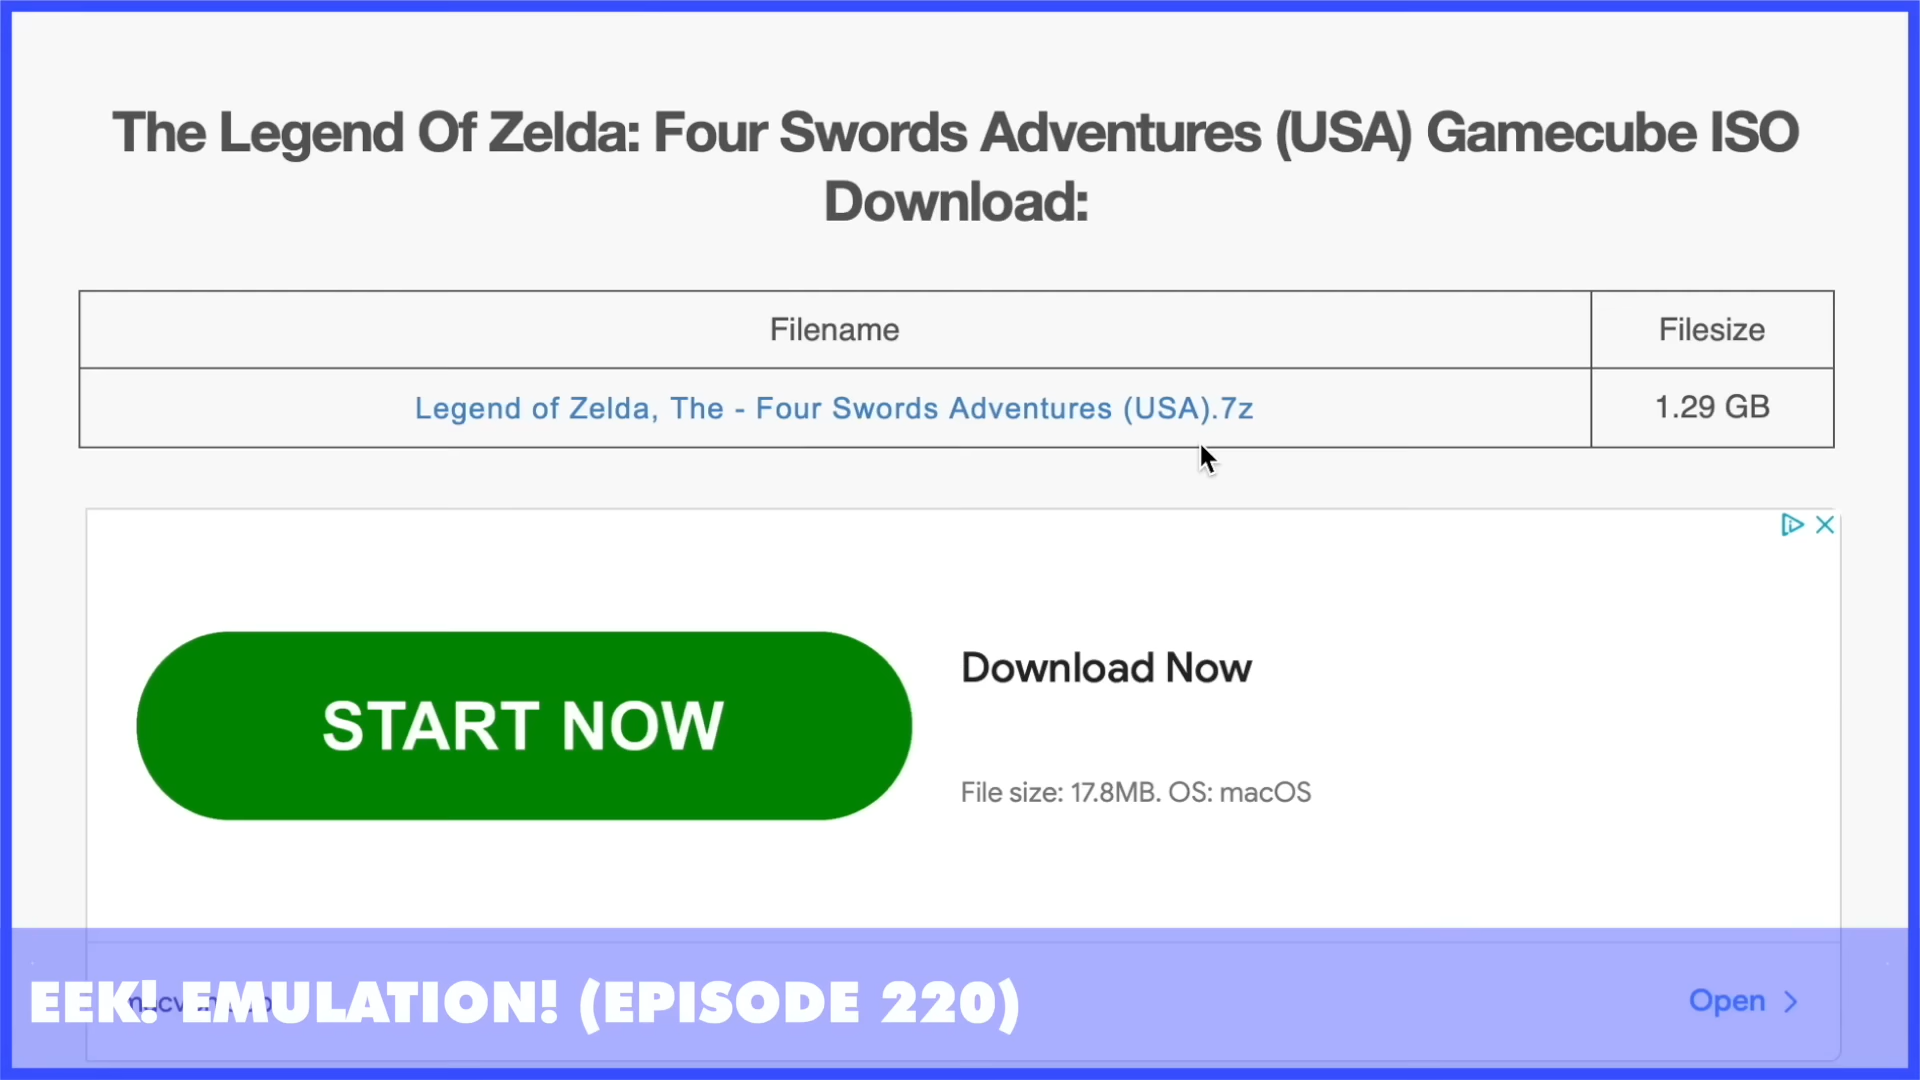 The Legend Of Zelda: Four Swords Adventures (USA) Gamecube ISO
Download:
Filename
Filesize
Legend of Zelda, The - Four Swords Adventures (USA).7z
1.29 GB
START NOW
Download Now
File size: 17.8MB. OS: macOS
EEK! EMULATION! (EPISODE 220)
Open